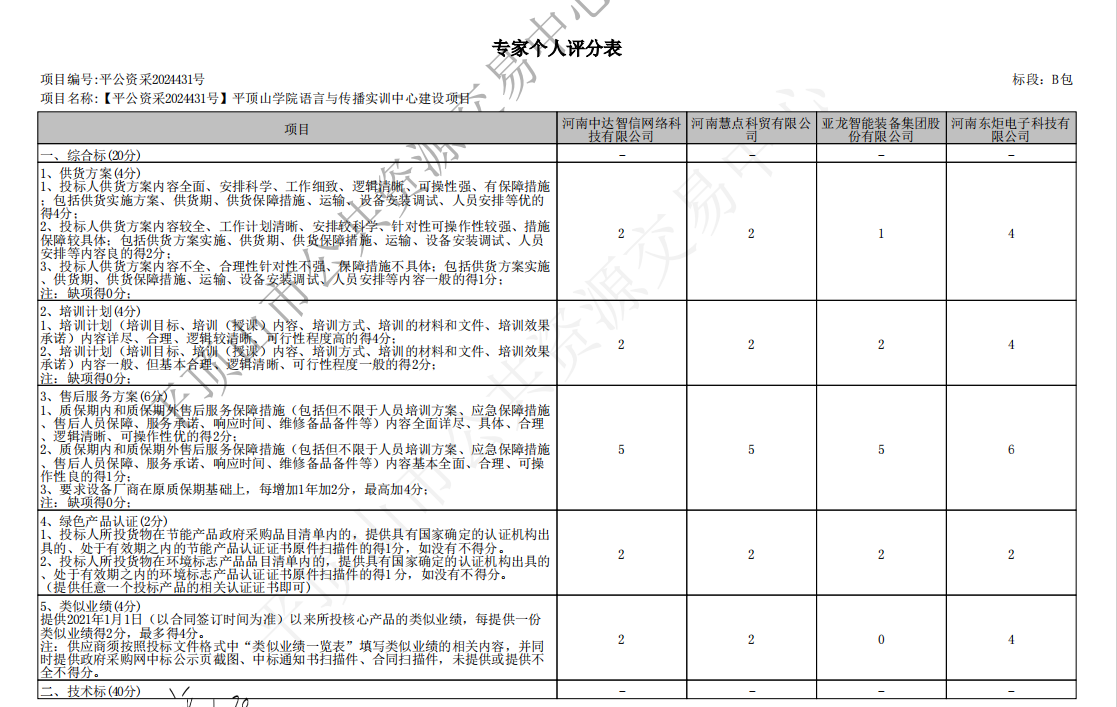 专家个人评分表
项目编号:平公资采2024431号
标段: B包
项目名称:【平公资采2024431号】平顶山学院语言与传播实训中心建设项目
项目
河南中达智信网络科
技有限公司
河南慧点科贸有限公
司
亚龙智能装备集团股
份有限公司
河南东炬电子科技有
限公司
一、综合标(20分)
- - - -
1、供货方案(4分)
1、投标人供货方案内容全面、安排科学、工作细致、逻辑清晰、可操性强、有保障措施
;包括供货实施方案、供货期、供货保障措施、运输、设备安装调试、人员安排等优的
得4分;
2、投标人供货方案内容较全、工作计划清晰、安排较科学、针对性可操作性较强、措施
保障较具体;包括供货方案实施、供货期、供货保障措施、运输、设备安装调试、人员
安排等内容良的得2分;
3、投标人供货方案内容不全、合理性针对性不强、保障措施不具体;包括供货方案实施
、供货期、供货保障措施、运输、设备安装调试、人员安排等内容一般的得1分;
注: 缺项得0分;
2 2 1 4
2、培训计划(4分)
1、培训计划(培训目标、培训(授课)内容、培训方式、培训的材料和文件、培训效果
承诺)内容详尽、合理、逻辑较清晰、可行性程度高的得4分;
2、培训计划(培训目标、培训(授课)内容、培训方式、培训的材料和文件、培训效果
承诺)内容一般、但基本合理、逻辑清晰、可行性程度一般的得2分;
注: 缺项得0分;
2 2 2 4
3、售后服务方案(6分)
1、质保期内和质保期外售后服务保障措施(包括但不限于人员培训方案、应急保障措施
、售后人员保障、服务承诺、响应时间、维修备品备件等)内容全面详尽、具体、合理
、逻辑清晰、可操作性优的得2分;
2、质保期内和质保期外售后服务保障措施(包括但不限于人员培训方案、应急保障措施
、售后人员保障、服务承诺、响应时间、维修备品备件等)内容基本全面、合理、可操
作性良的得1分;
3、要求设备厂商在原质保期基础上,每增加1年加2分,最高加4分;
注: 缺项得0分;
5 5 5 6
4、绿色产品认证(2分)
1、投标人所投货物在节能产品政府采购品目清单内的,提供具有国家确定的认证机构出
具的、处于有效期之内的节能产品认证证书原件扫描件的得1分,如没有不得分。
2、投标人所投货物在环境标志产品品目清单内的,提供具有国家确定的认证机构出具的
、处于有效期之内的环境标志产品认证证书原件扫描件的得1 分,如没有不得分。
(提供任意一个投标产品的相关认证证书即可)
2 2 2 2
5、类似业绩(4分)
提供2021年1月1日(以合同签订时间为准)以来所投核心产品的类似业绩,每提供一份
类似业绩得2分,最多得4分。
注:供应商须按照投标文件格式中“类似业绩一览表”填写类似业绩的相关内容,并同
时提供政府采购网中标公示页截图、中标通知书扫描件、合同扫描件,未提供或提供不
全不得分。
2 2 0 4
二、技术标(40分)
- - - -
平顶山市公共资源交易中心
平顶山市公共资源交易中心